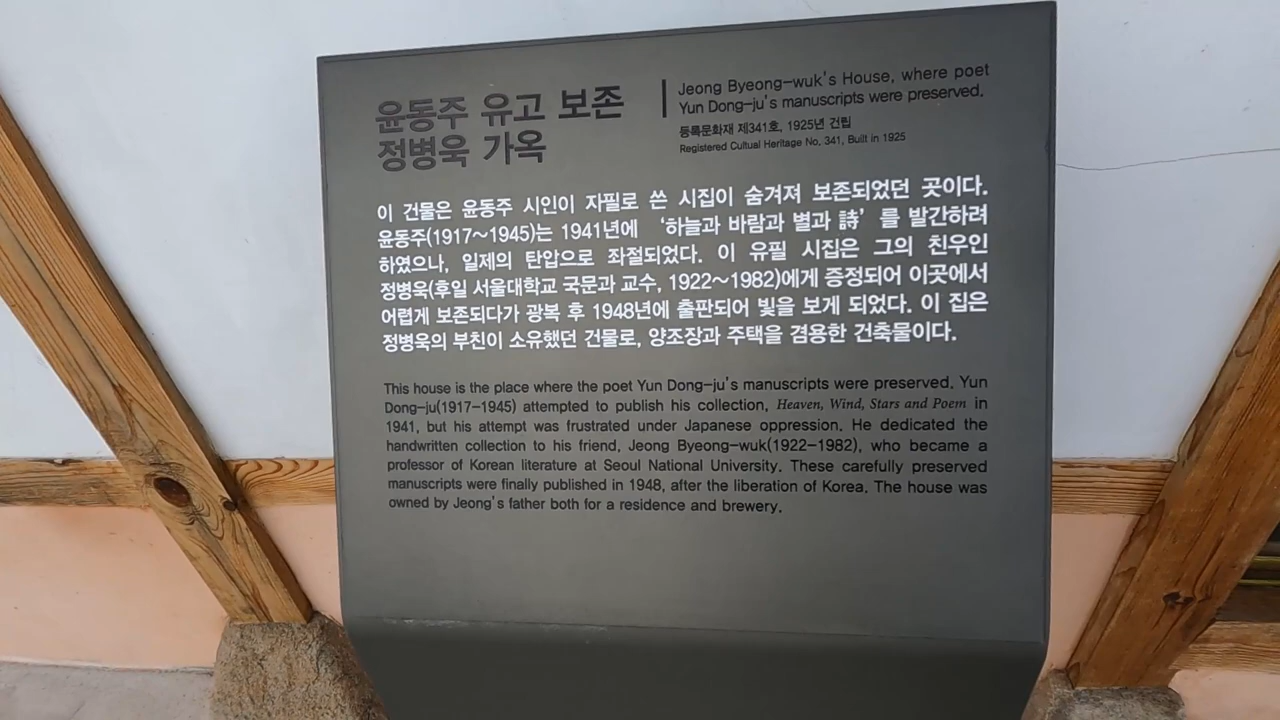 윤동주 유고 보존
정병욱 가옥
Jeong Byeong-wuk's House, where poet
Yun Dong-ju's manuscripts were preserved.
등록문화재 제341호, 1925년 건립
Registered Cultual Heritage No. 341, Built in 1925
이 건물은 윤동주 시인이 자필로 쓴 시집이 숨겨져 보존되었던 곳이다.
윤동주(1917~1945)는 1941년에 ‘하늘과 바람과 별과 詩’를 발간하려
하였으나, 일제의 탄압으로 좌절되었다. 이 유필 시집은 그의 친우인
정병욱(후일 서울대학교 국문과 교수, 1922~1982)에게 증정되어 이곳에서
어렵게 보존되다가 광복 후 1948년에 출판되어 빛을 보게 되었다. 이 집은
정병욱의 부친이 소유했던 건물로, 양조장과 주택을 겸용한 건축물이다.
This house is the place where the poet Yun Dong-ju's manuscripts were preserved. Yun
Dong-ju(1917-1945) attempted to publish his collection, Heaven, Wind, Stars and Poem in
1941, but his attempt was frustrated under Japanese oppression. He dedicated the
handwritten collection to his friend, Jeong Byeong-wuk(1922-1982), who became a
professor of Korean literature at Seoul National University. These carefully preserved
manuscripts were finally published in 1948, after the liberation of Korea. The house was
owned by Jeong's father both for a residence and brewery.